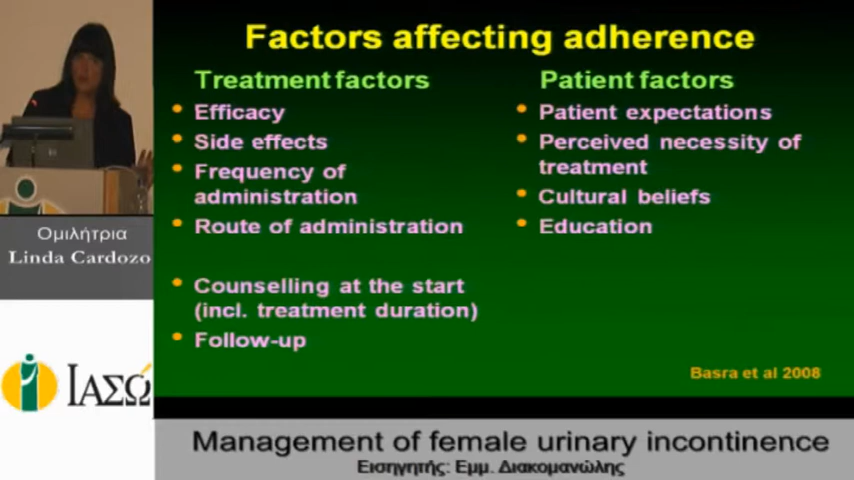 Factors affecting adherence
Treatment factors
• Efficacy
• Side effects
• Frequency of
administration
• Route of administration
• Counselling at the start
(incl. treatment duration)
• Follow-up
Patient factors
• Patient expectations
• Perceived necessity of
treatment
• Cultural beliefs
• Education
Basra et al 2008
Ομιλήτρια
Linda Cardozo
ΙΑΣΏ
Management of female urinary incontinence
Εισηγητής: Εμμ. Διακομανώλης